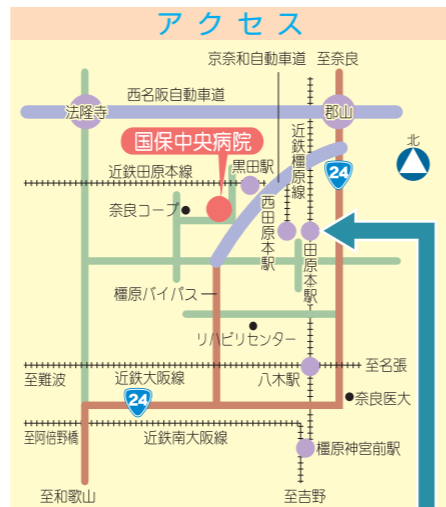 アクセス
京奈和自動車道
至奈良
西名阪自動車道
法隆寺
郡山
国保中央病院
北
近鉄橿原線
24
黒田駅
近鉄田原本線
西田原本駅
田原本駅
奈良コープ
橿原バイパス
リハビリセンター
至名張
至難波
近鉄大阪線
八木駅
24
奈良医大
至阿倍野橋
近鉄南大阪線
橿原神宮前駅
至和歌山
至吉野